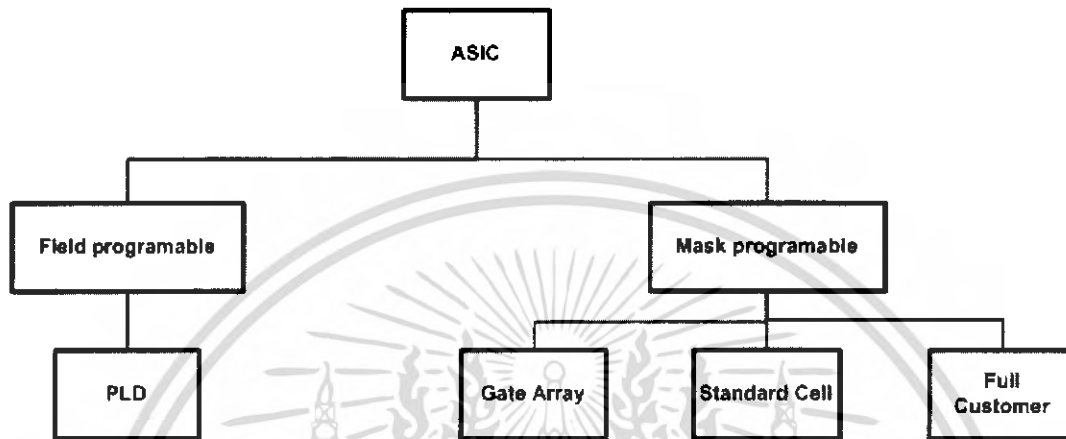 ASIC
Field programable
Mask programable
PLD
Gate Array
Standard Cell
Full
Customer